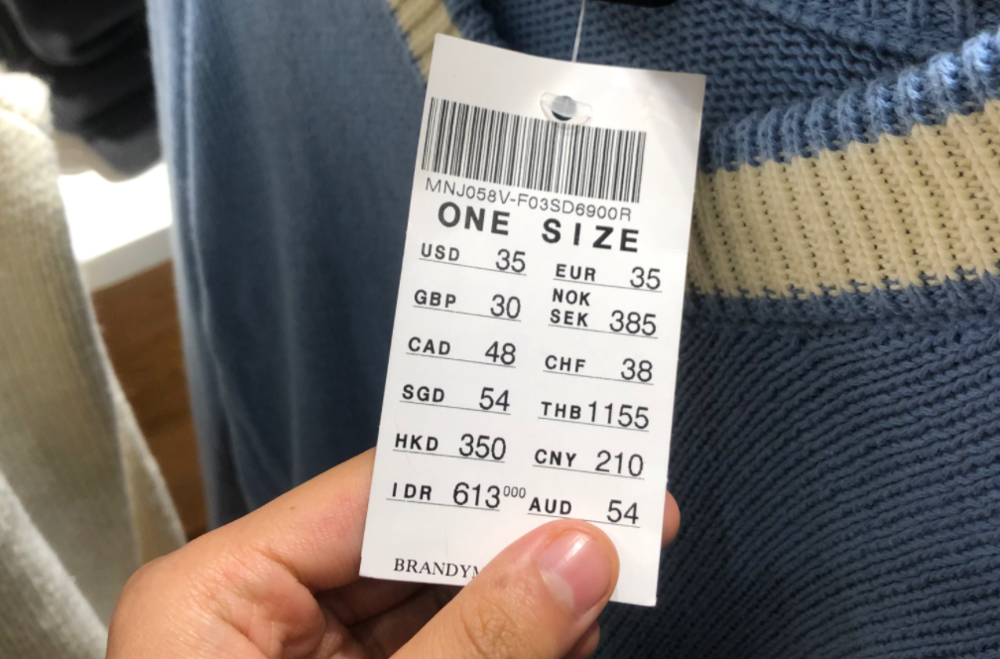 MNJ058V-F03SD6900R
ONE SIZE
USD 35 EUR 35
GBP 30 NOK SEK 385
CAD 48 CHF 38
SGD 54 THB 1155
HKD 350 CNY 210
IDR 613000 AUD 54
BRANDYM